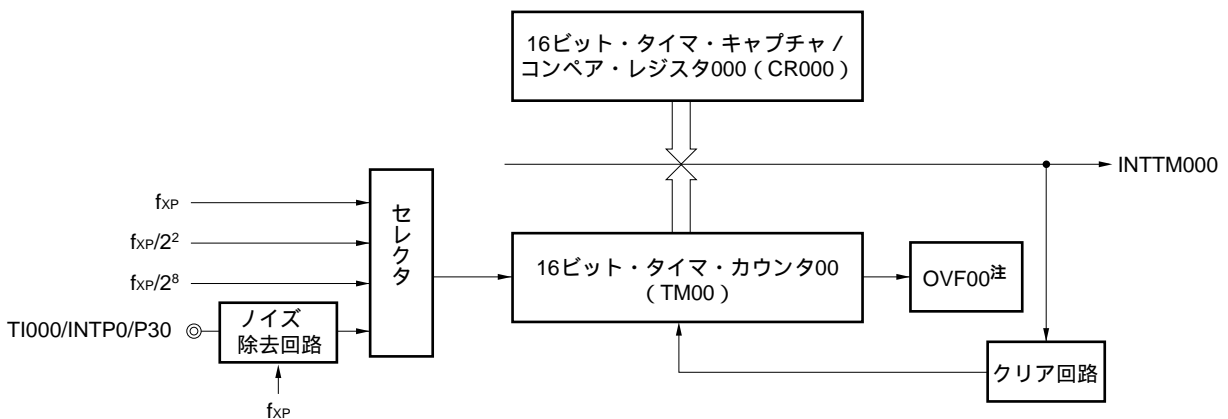 16ビット・タイマ・キャプチャ /
コンペア・レジスタ000（CR000）
INTTM000
fXP
fXP/2²
fXP/2⁸
TI000/INTP0/P30
ノイズ
除去回路
fXP
セレクタ
16ビット・タイマ・カウンタ00
（TM00）
OVF00注
クリア回路